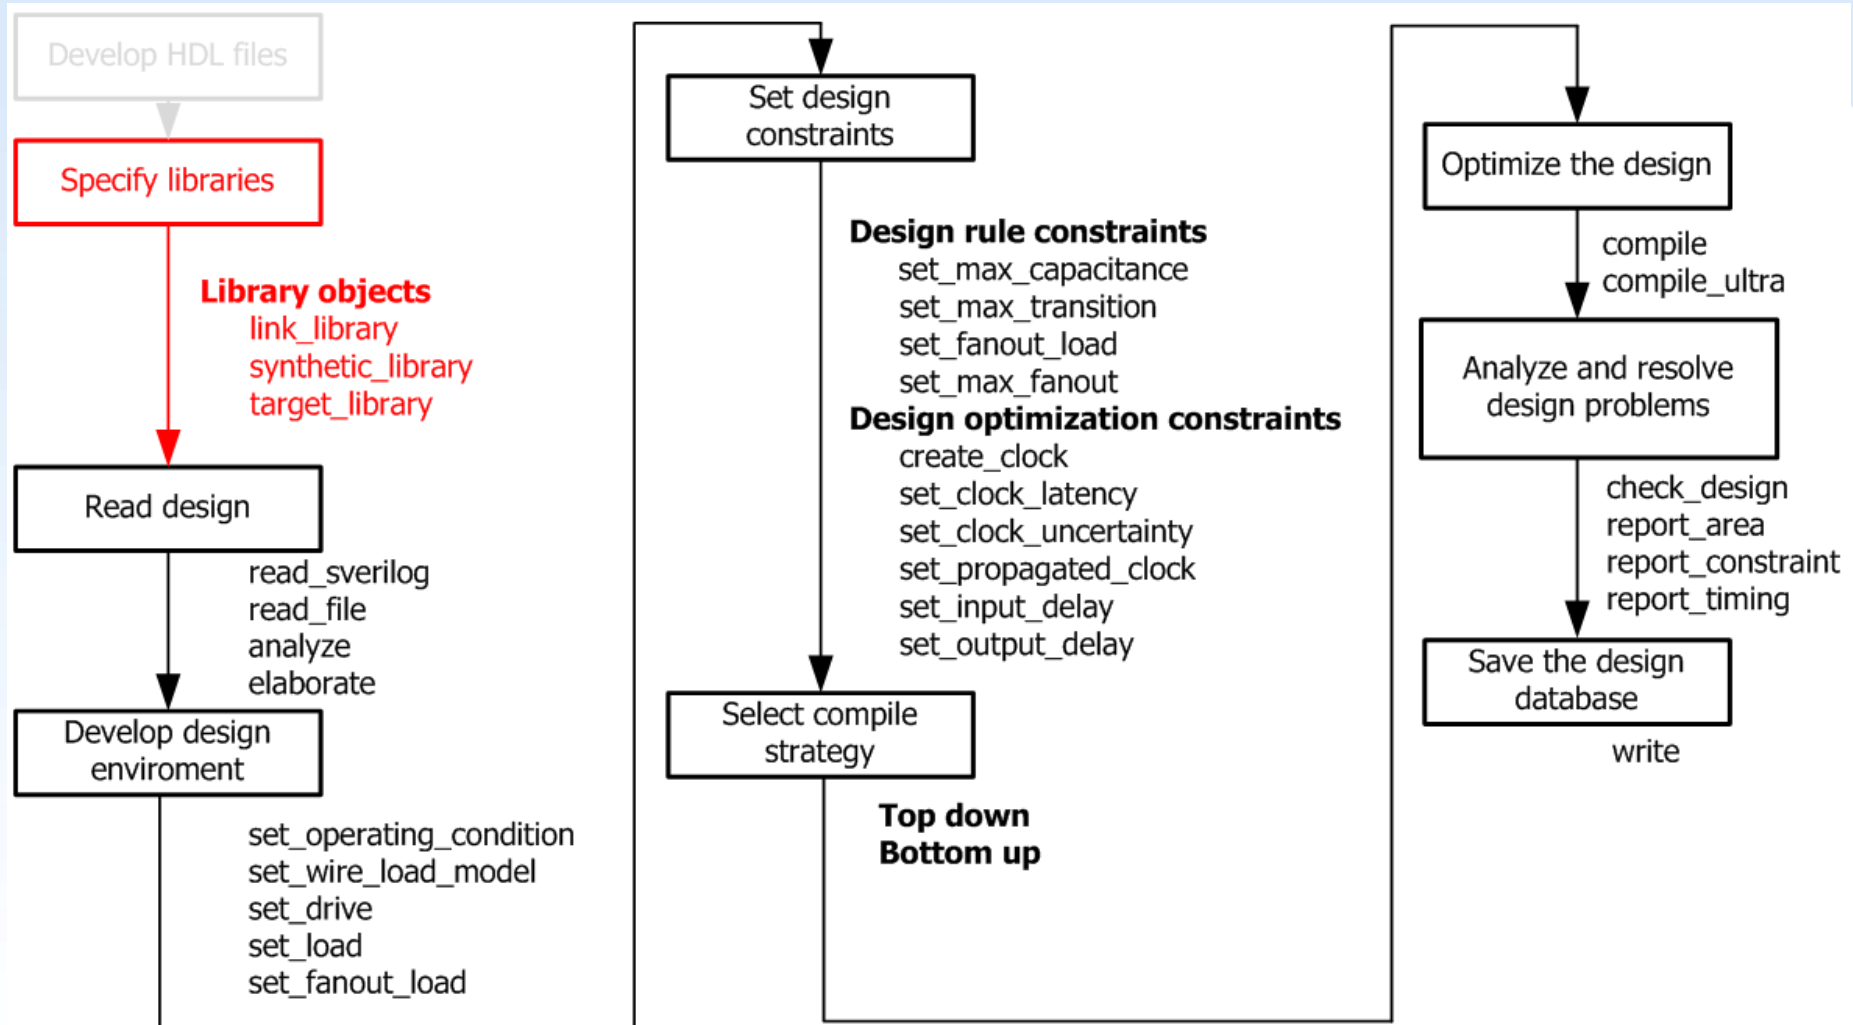 Develop HDL files
Specify libraries
Library objects
link_library
synthetic_library
target_library
Read design
read_sverilog
read_file
analyze
elaborate
Develop design
enviroment
set_operating_condition
set_wire_load_model
set_drive
set_load
set_fanout_load
Set design
constraints
Design rule constraints
set_max_capacitance
set_max_transition
set_fanout_load
set_max_fanout
Design optimization constraints
create_clock
set_clock_latency
set_clock_uncertainty
set_propagated_clock
set_input_delay
set_output_delay
Select compile
strategy
Top down
Bottom up
Optimize the design
compile
compile_ultra
Analyze and resolve
design problems
check_design
report_area
report_constraint
report_timing
Save the design
database
write